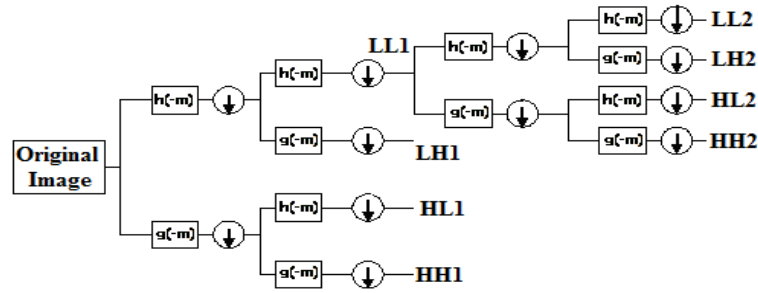 h(-m)
LL2
LL1
h(-m)
g(-m)
LH2
h(-m)
h(-m)
h(-m)
HL2
g(-m)
g(-m)
g(-m)
HH2
LH1
Original
Image
h(-m)
HL1
g(-m)
g(-m)
HH1